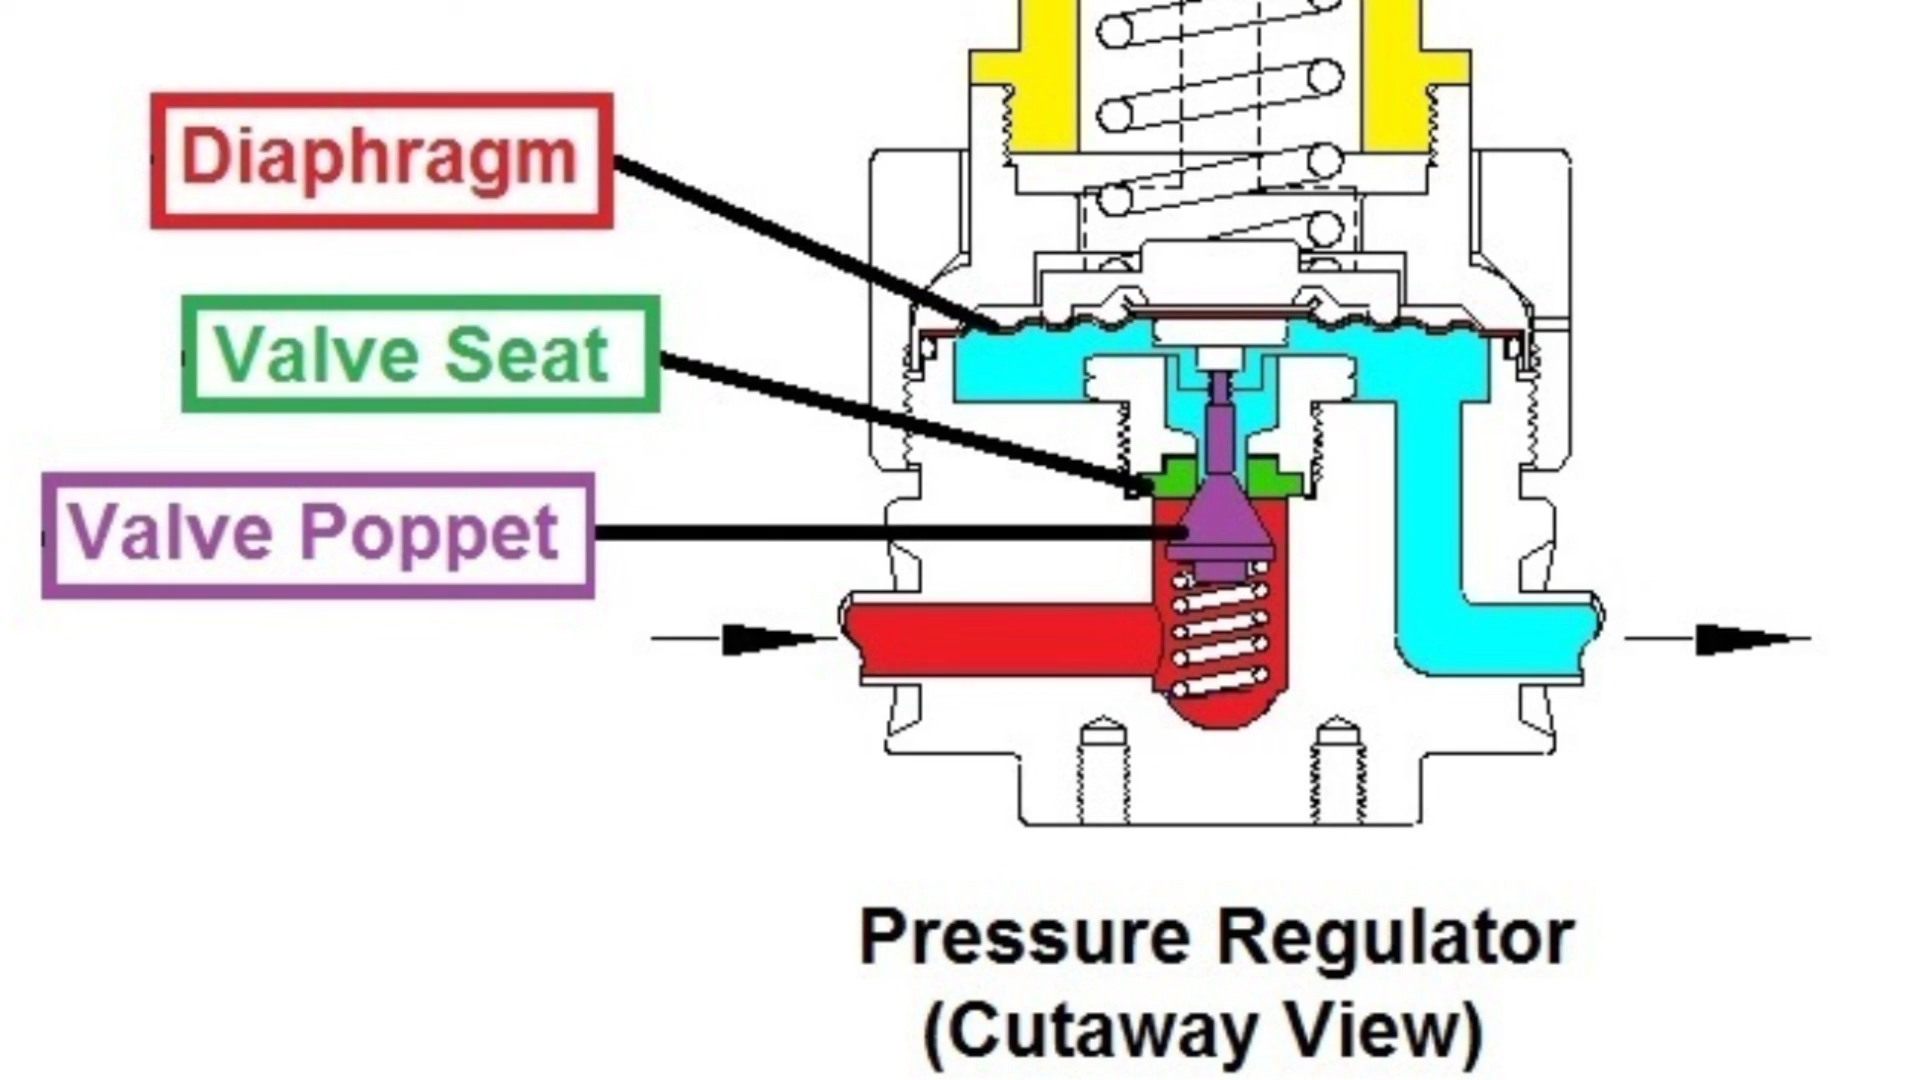 Diaphragm
Valve Seat
Valve Poppet
Pressure Regulator
(Cutaway View)